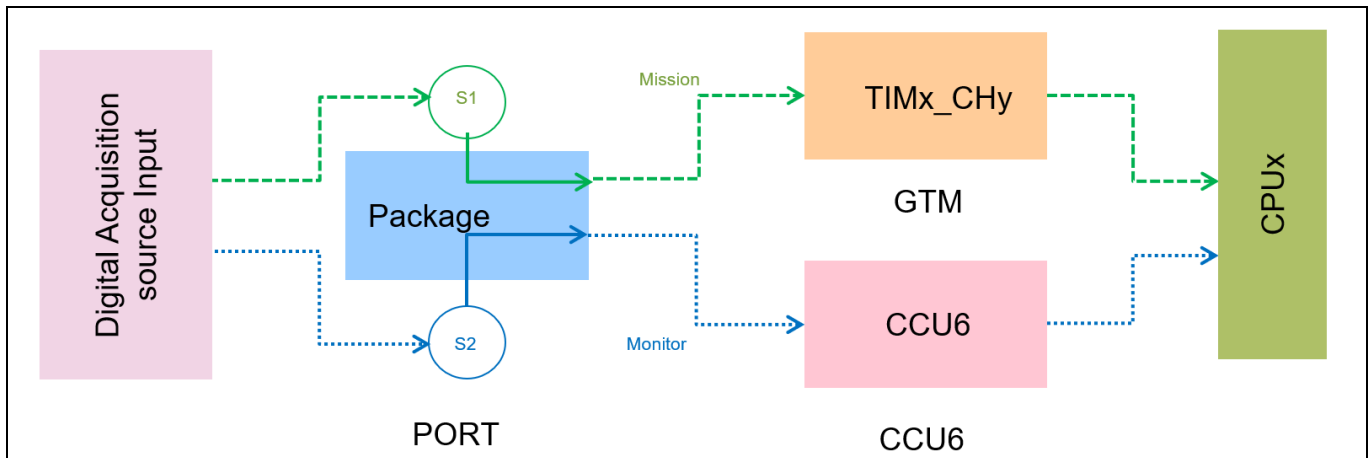 Digital Acquisition
source Input
S1
Package
S2
PORT
Mission
Monitor
TIMx_CHy
GTM
CCU6
CCU6
CPUx